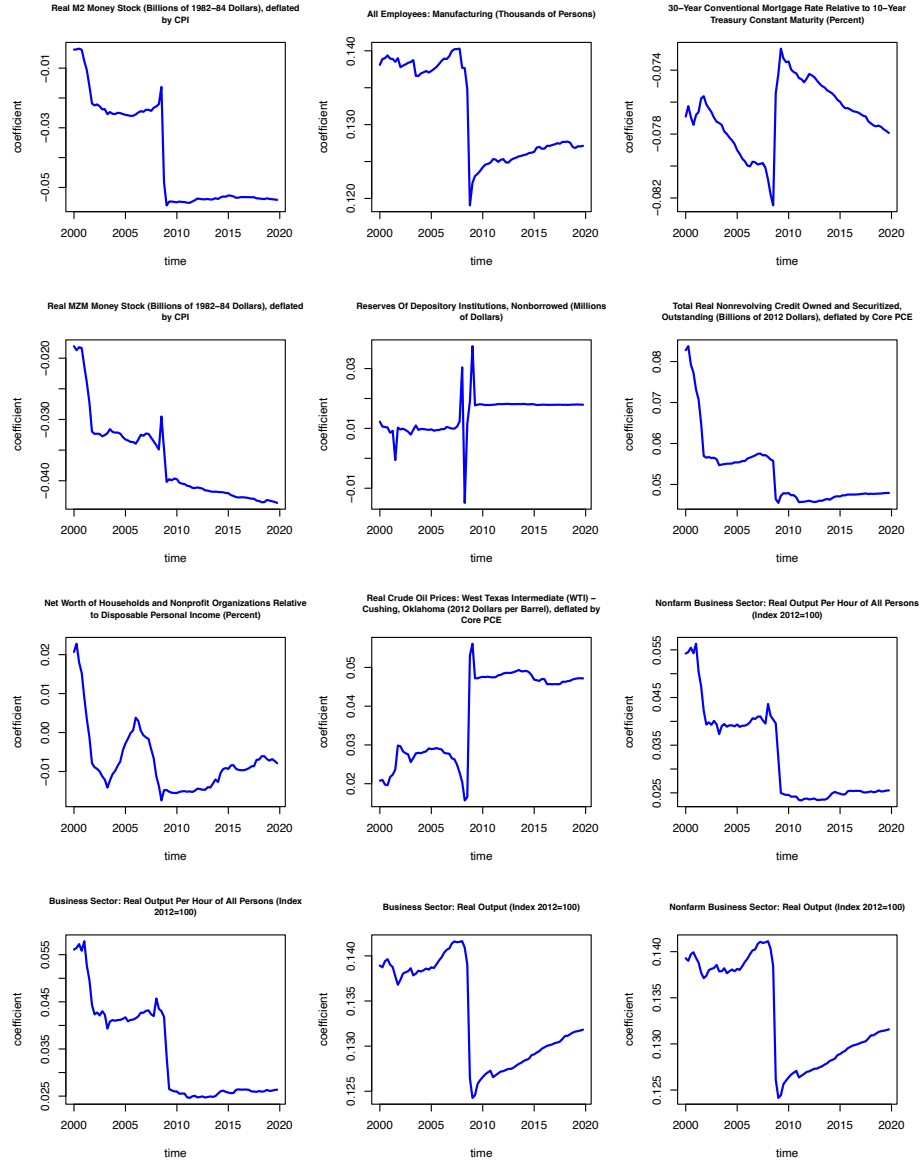 Real M2 Money Stock (Billions of 1982−84 Dollars), deflated
by CPI
coefficient
−0.01
−0.03
−0.05
2000 2005 2010 2015 2020
time
All Employees: Manufacturing (Thousands of Persons)
coefficient
0.140
0.130
0.120
2000 2005 2010 2015 2020
time
30−Year Conventional Mortgage Rate Relative to 10−Year
Treasury Constant Maturity (Percent)
coefficient
−0.074
−0.078
−0.082
2000 2005 2010 2015 2020
time
Real MZM Money Stock (Billions of 1982−84 Dollars), deflated
by CPI
coefficient
−0.020
−0.030
−0.040
2000 2005 2010 2015 2020
time
Reserves Of Depository Institutions, Nonborrowed (Millions
of Dollars)
coefficient
0.03
0.01
−0.01
2000 2005 2010 2015 2020
time
Total Real Nonrevolving Credit Owned and Securitized,
Outstanding (Billions of 2012 Dollars), deflated by Core PCE
coefficient
0.08
0.07
0.06
0.05
2000 2005 2010 2015 2020
time
Net Worth of Households and Nonprofit Organizations Relative
to Disposable Personal Income (Percent)
coefficient
0.02
0.01
0.00
−0.01
2000 2005 2010 2015 2020
time
Real Crude Oil Prices: West Texas Intermediate (WTI) −
Cushing, Oklahoma (2012 Dollars per Barrel), deflated by
Core PCE
coefficient
0.05
0.04
0.03
0.02
2000 2005 2010 2015 2020
time
Nonfarm Business Sector: Real Output Per Hour of All Persons
(Index 2012=100)
coefficient
0.055
0.045
0.035
0.025
2000 2005 2010 2015 2020
time
Business Sector: Real Output Per Hour of All Persons (Index
2012=100)
coefficient
0.055
0.045
0.035
0.025
2000 2005 2010 2015 2020
time
Business Sector: Real Output (Index 2012=100)
coefficient
0.140
0.135
0.130
0.125
2000 2005 2010 2015 2020
time
Nonfarm Business Sector: Real Output (Index 2012=100)
coefficient
0.140
0.135
0.130
0.125
2000 2005 2010 2015 2020
time